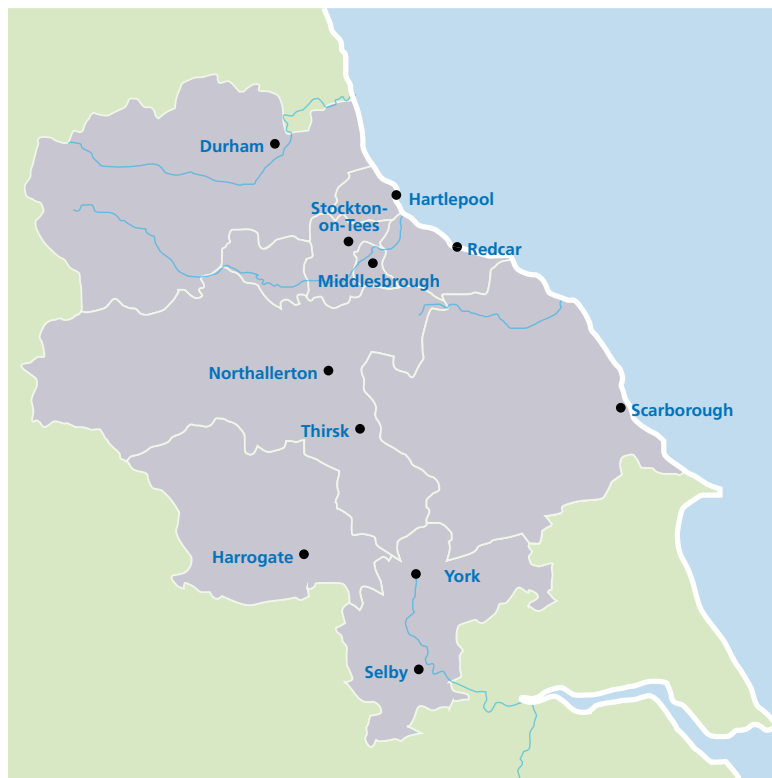 Durham
Hartlepool
Stockton-
on-Tees
Redcar
Middlesbrough
Northallerton
Scarborough
Thirsk
Harrogate
York
Selby